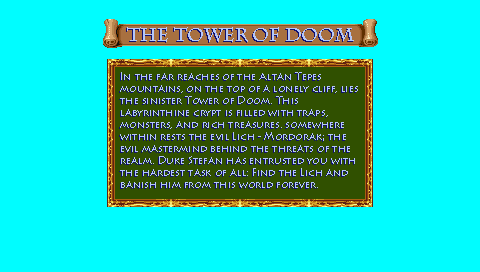 THE TOWER OF DOOM
In the far reaches of the Altan Tepes
mountains, on the top of a lonely cliff, lies
the sinister Tower of Doom. This
labyrinthine crypt is filled with traps,
monsters, and rich treasures. somewhere
within rests the evil Lich - Mordorak; the
evil mastermind behind the threats of the
realm. Duke Stefan has entrusted you with
the hardest task of all: Find the Lich and
banish him from this world forever.